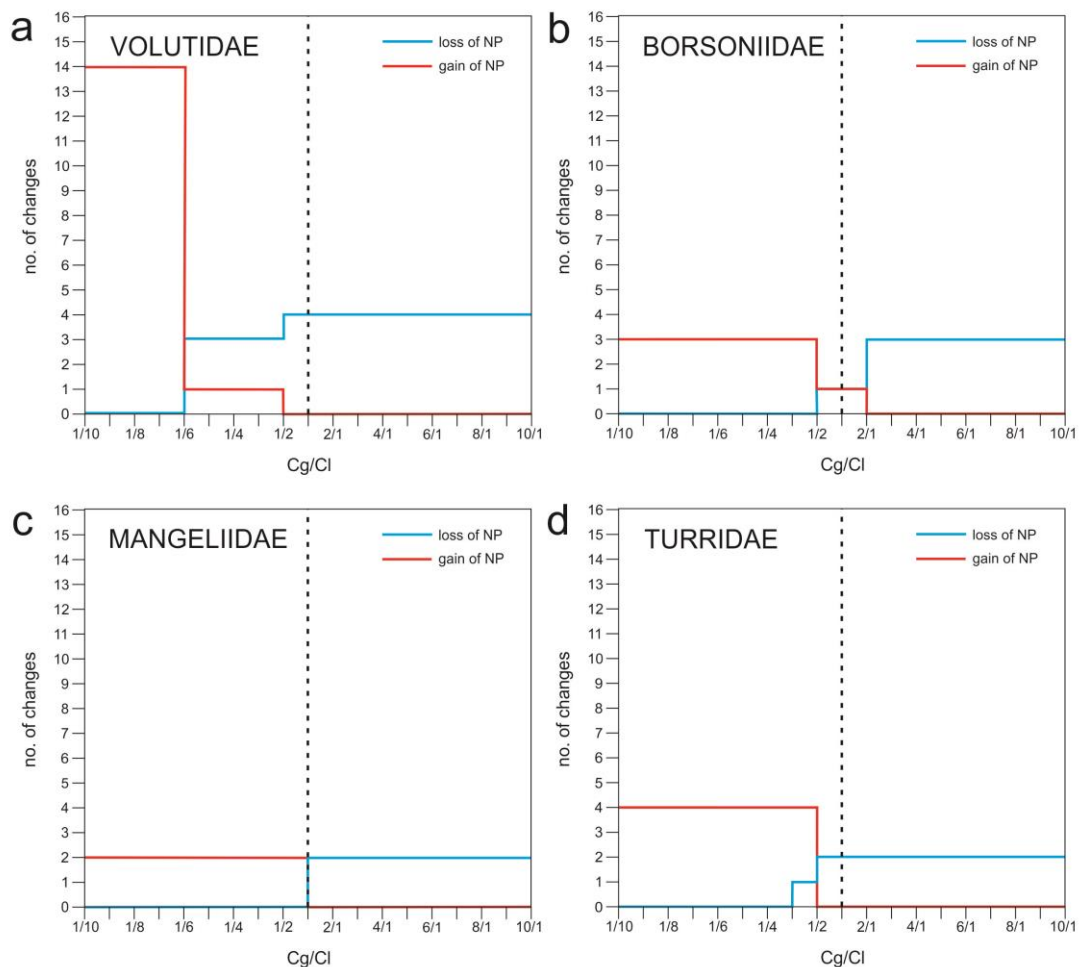 a
VOLUTIDAE
loss of NP
gain of NP
16
15
14
13
12
11
10
9
8
7
6
5
4
3
2
1
0
no. of changes
1/10 1/8 1/6 1/4 1/2 2/1 4/1 6/1 8/1 10/1
Cg/Cl
b
BORSONIIDAE
loss of NP
gain of NP
16
15
14
13
12
11
10
9
8
7
6
5
4
3
2
1
0
no. of changes
1/10 1/8 1/6 1/4 1/2 2/1 4/1 6/1 8/1 10/1
Cg/Cl
c
MANGELIIDAE
loss of NP
gain of NP
16
15
14
13
12
11
10
9
8
7
6
5
4
3
2
1
0
no. of changes
1/10 1/8 1/6 1/4 1/2 2/1 4/1 6/1 8/1 10/1
Cg/Cl
d
TURRIDAE
loss of NP
gain of NP
16
15
14
13
12
11
10
9
8
7
6
5
4
3
2
1
0
no. of changes
1/10 1/8 1/6 1/4 1/2 2/1 4/1 6/1 8/1 10/1
Cg/Cl